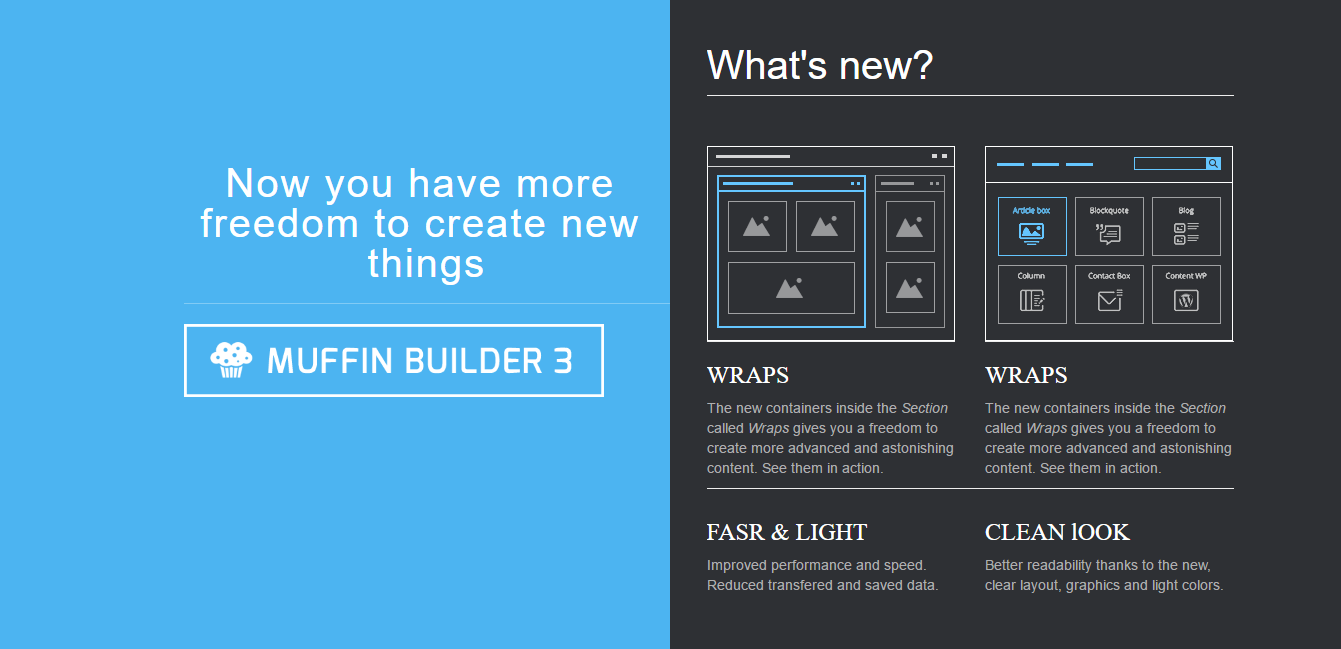 Now you have more
freedom to create new
things
MUFFIN BUILDER 3
What's new?
Article box
Blockquote
Blog
Column
Contact Box
Content WP
WRAPS
The new containers inside the Section
called Wraps gives you a freedom to
create more advanced and astonishing
content. See them in action.
WRAPS
The new containers inside the Section
called Wraps gives you a freedom to
create more advanced and astonishing
content. See them in action.
FASR & LIGHT
Improved performance and speed.
Reduced transfered and saved data.
CLEAN lOOK
Better readability thanks to the new,
clear layout, graphics and light colors.